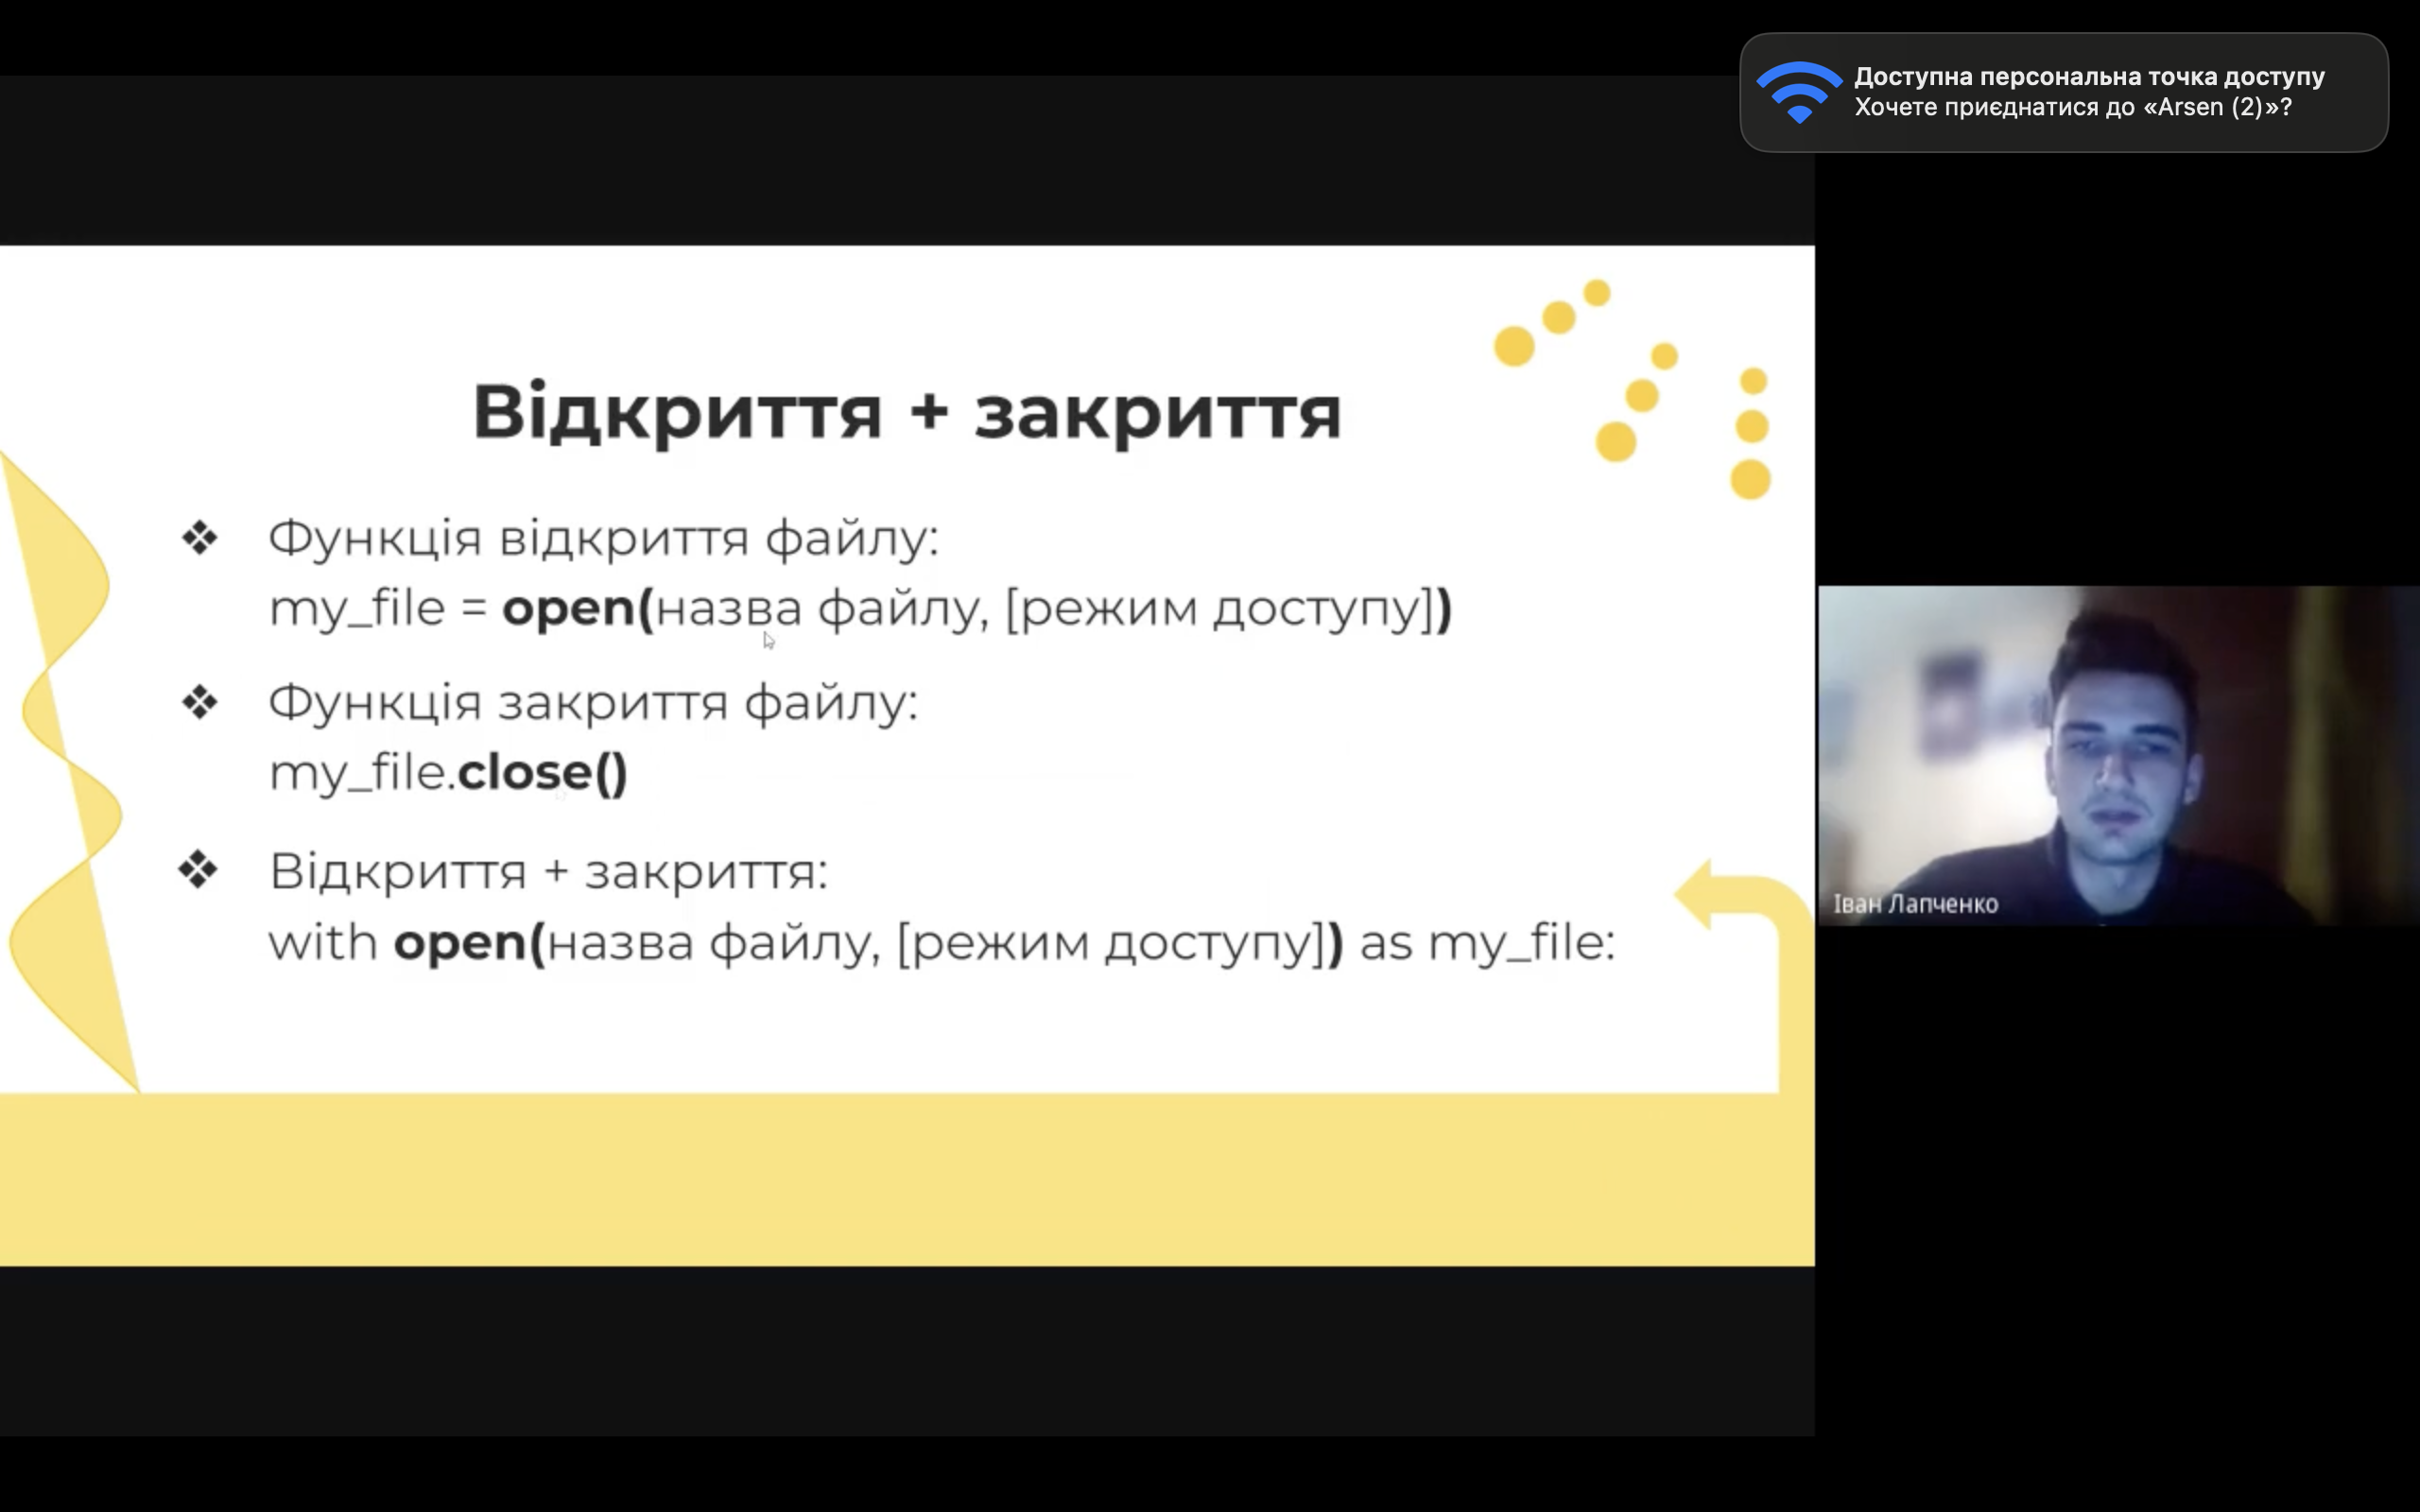 Доступна персональна точка доступу
Хочете приєднатися до «Arsen (2)»?
Відкриття + закриття
❖ Функція відкриття файлу:
my_file = open(назва файлу, [режим доступу])
❖ Функція закриття файлу:
my_file.close()
❖ Відкриття + закриття:
with open(назва файлу, [режим доступу]) as my_file:
Іван Лапченко